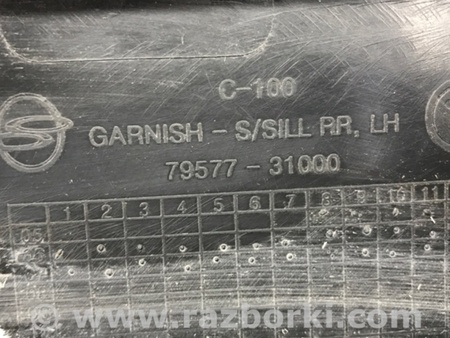 C-100
GARNISH - S/SILL RR, LH
79577-31000
1 2 3 4 5 6 7 8 9 10 11
05
© www.razborki.com